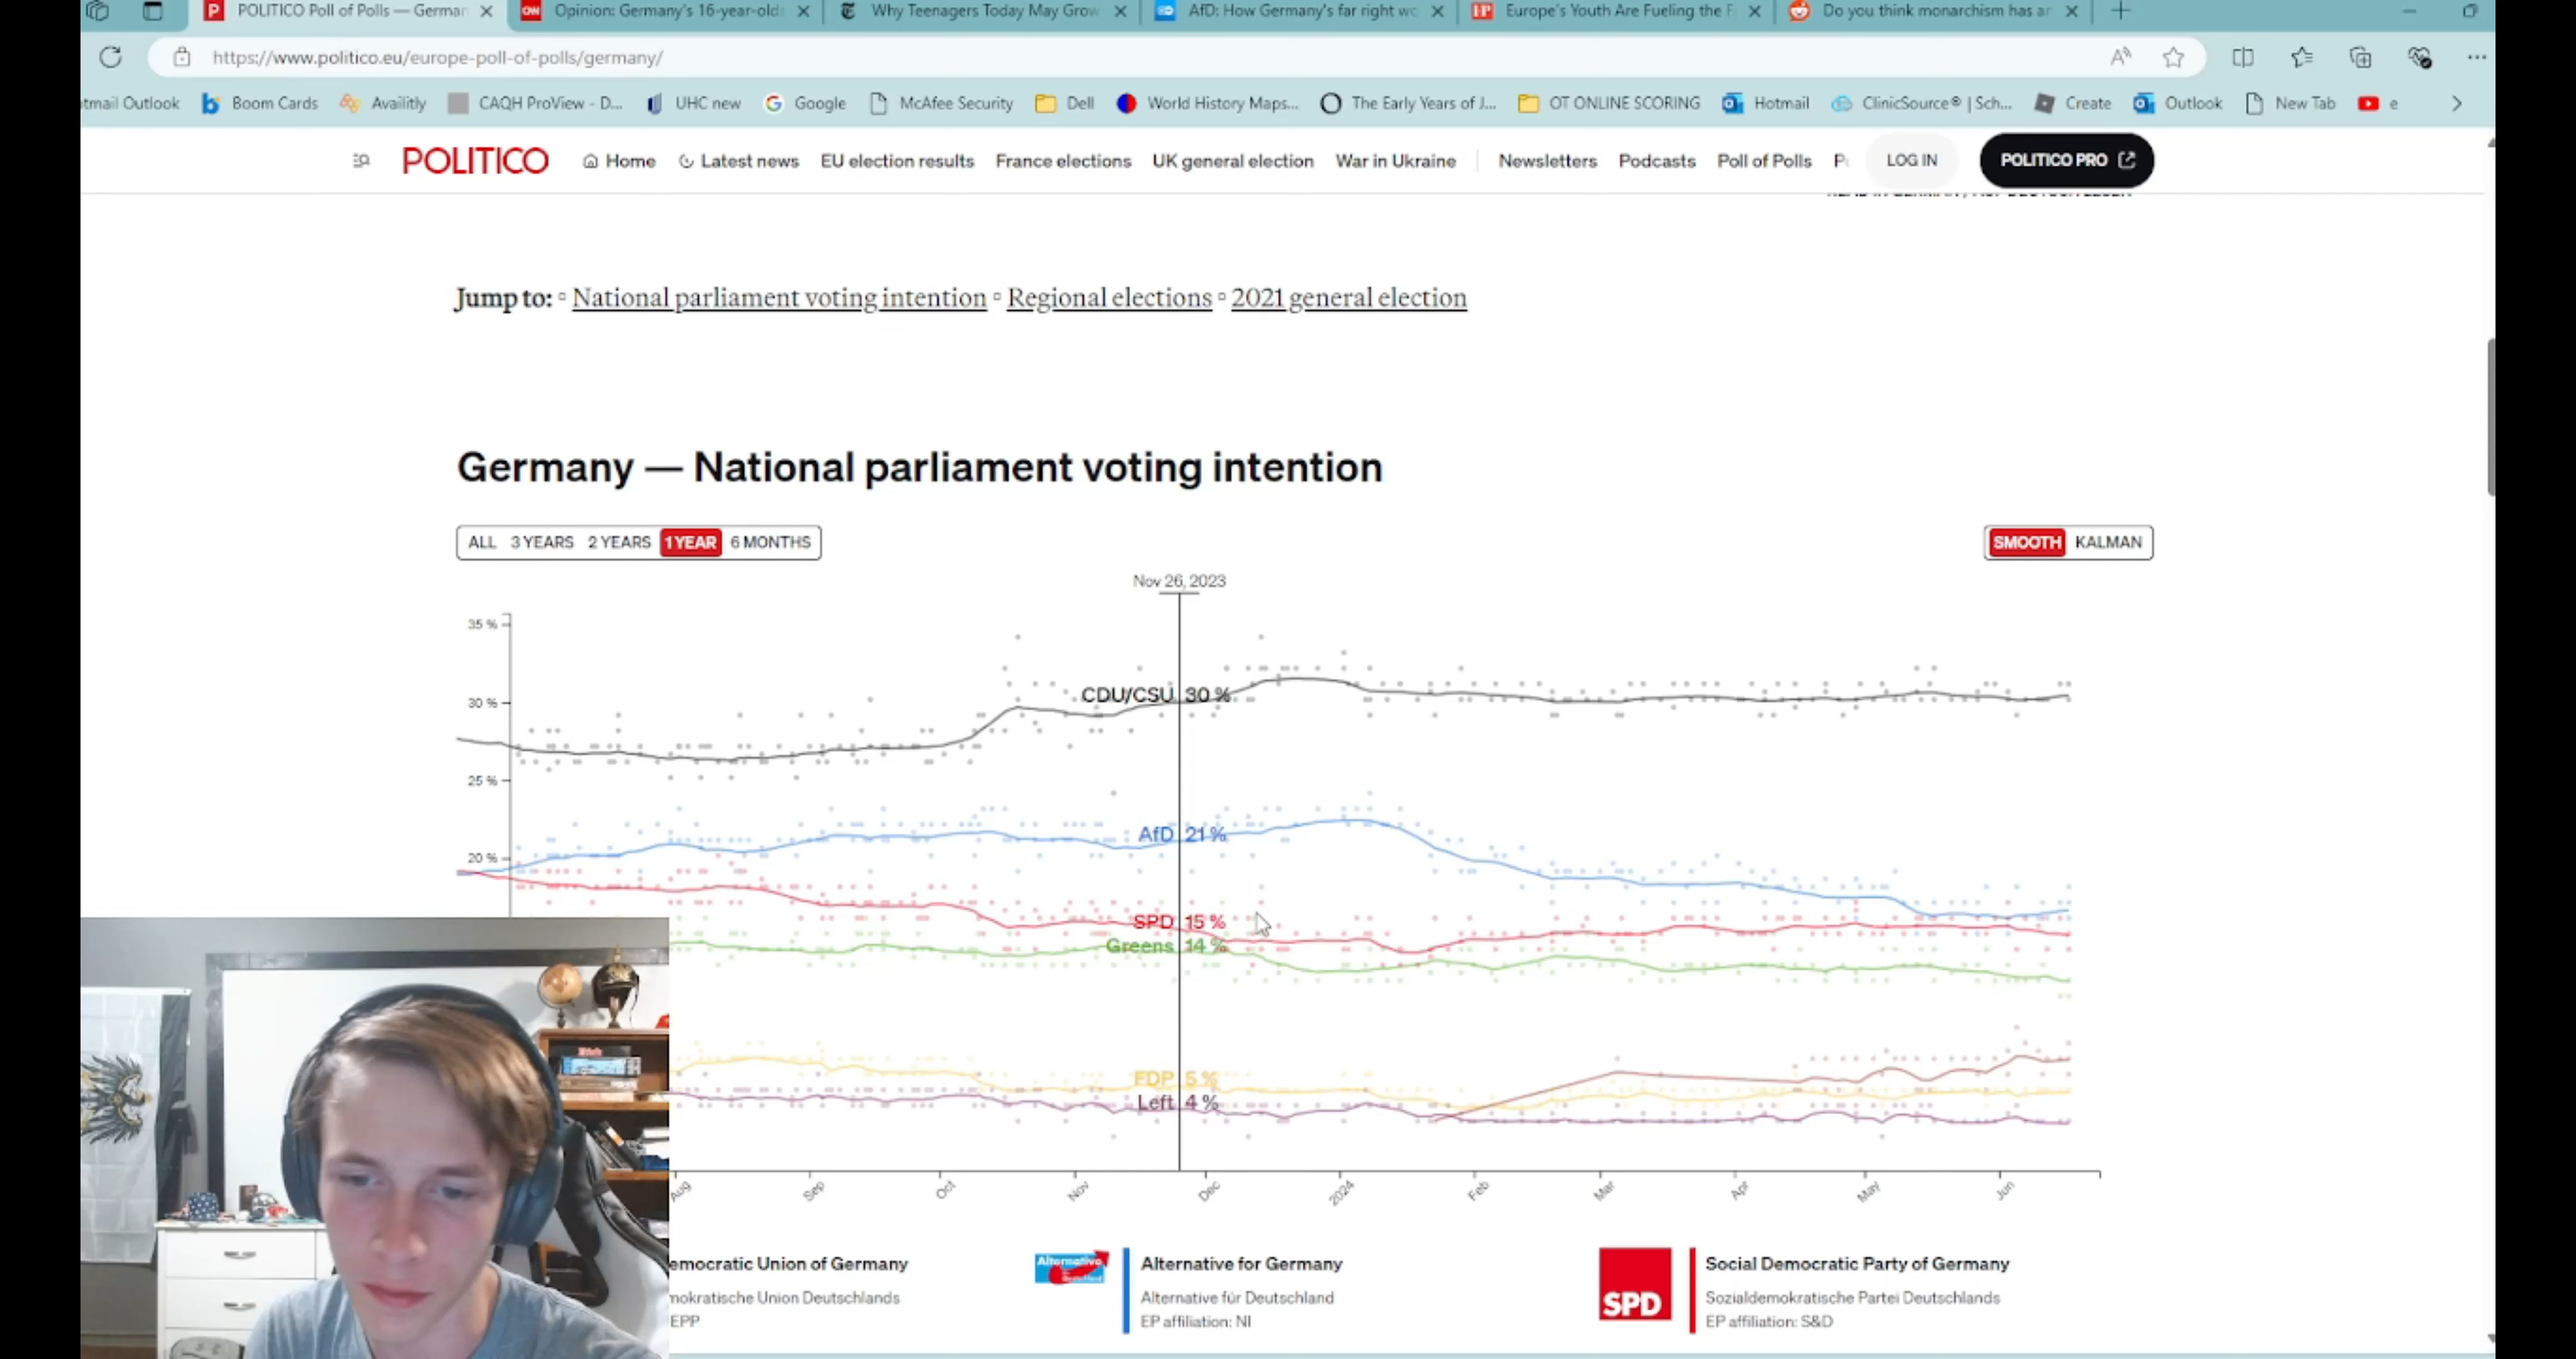 POLITICO Poll of Polls — German
Opinion: Germany's 16-year-olds
Why Teenagers Today May Grow
AfD: How Germany's far right wo
Europe's Youth Are Fueling the F
Do you think monarchism has an
https://www.politico.eu/europe-poll-of-polls/germany/
tmail Outlook Boom Cards Availitly CAQH ProView - D... UHC new Google McAfee Security Dell World History Maps... The Early Years of J... OT ONLINE SCORING Hotmail ClinicSource® | Sch... Create Outlook New Tab e
POLITICO Home Latest news EU election results France elections UK general election War in Ukraine Newsletters Podcasts Poll of Polls LOG IN POLITICO PRO
Jump to: National parliament voting intention Regional elections 2021 general election
Germany — National parliament voting intention
ALL 3 YEARS 2 YEARS 1 YEAR 6 MONTHS SMOOTH KALMAN
Nov 26, 2023
35 %
CDU/CSU 30 %
30 %
25 %
AfD 21 %
20 %
SPD 15 %
Greens 14 %
FDP 5 %
Left 4 %
Aug Sep Oct Nov Dec 2024 Feb Mar Apr May Jun
emocratic Union of Germany
mokratische Union Deutschlands
EPP
Alternative
Alternative for Germany
Alternative für Deutschland
EP affiliation: NI
SPD
Social Democratic Party of Germany
Sozialdemokratische Partei Deutschlands
EP affiliation: S&D